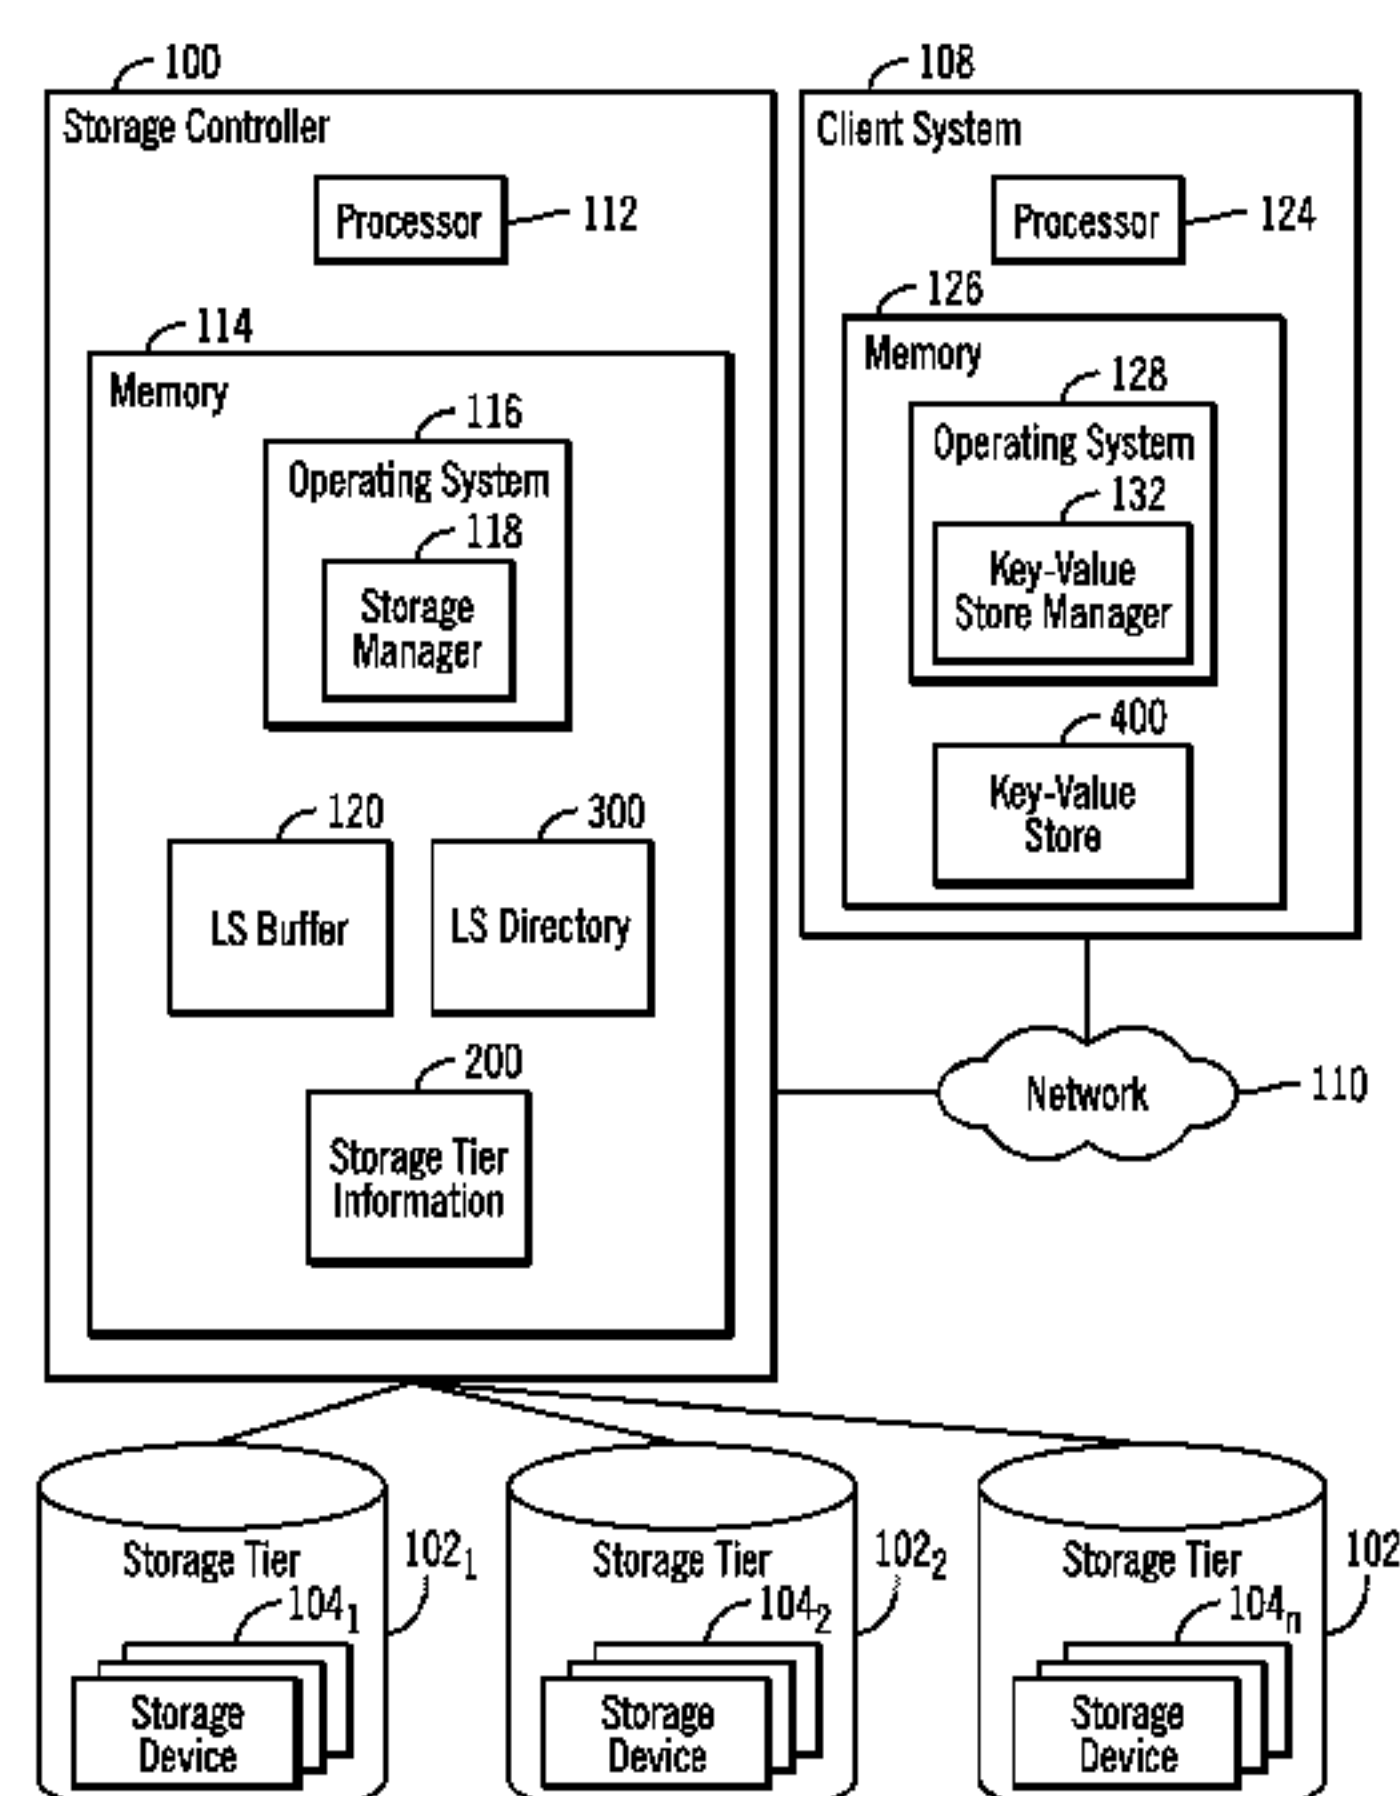 100
Storage Controller
Processor
112
114
Memory
116
Operating System
118
Storage
Manager
120
LS Buffer
300
LS Directory
200
Storage Tier
Information
108
Client System
Processor
124
126
Memory
128
Operating System
132
Key-Value
Store Manager
400
Key-Value
Store
Network
110
Storage Tier
102₁
104₁
Storage
Device
Storage Tier
102₂
104₂
Storage
Device
Storage Tier
102
104ₙ
Storage
Device